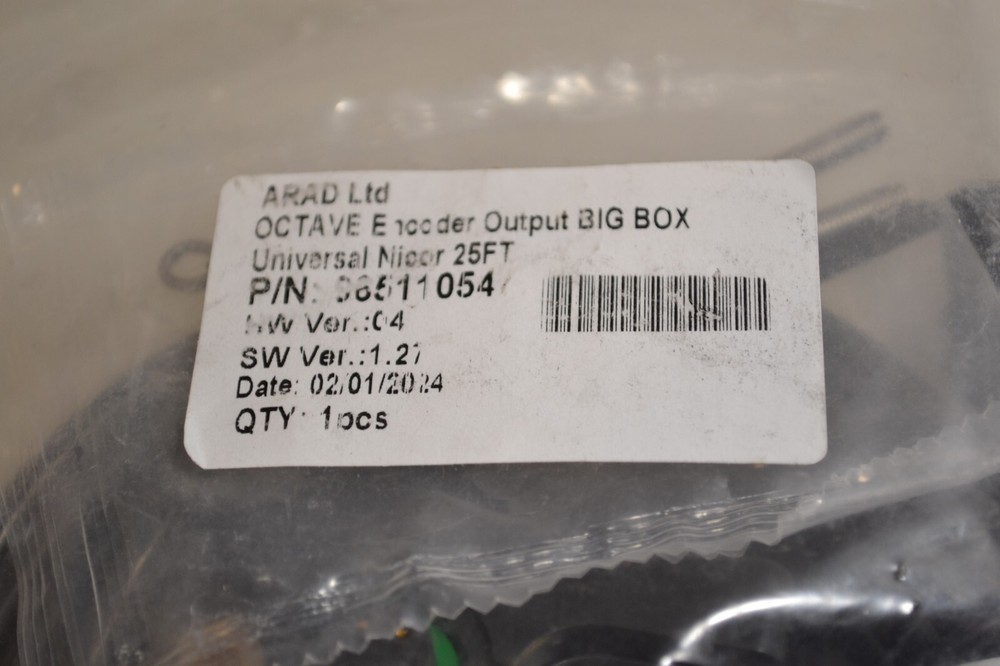 ARAD Ltd
OCTAVE Encoder Output BIG BOX
Universal Nicor 25FT
P/N:
HW Ver.:04
SW Ver.:1.27
Date: 02/01/2024
QTY: 1pcs